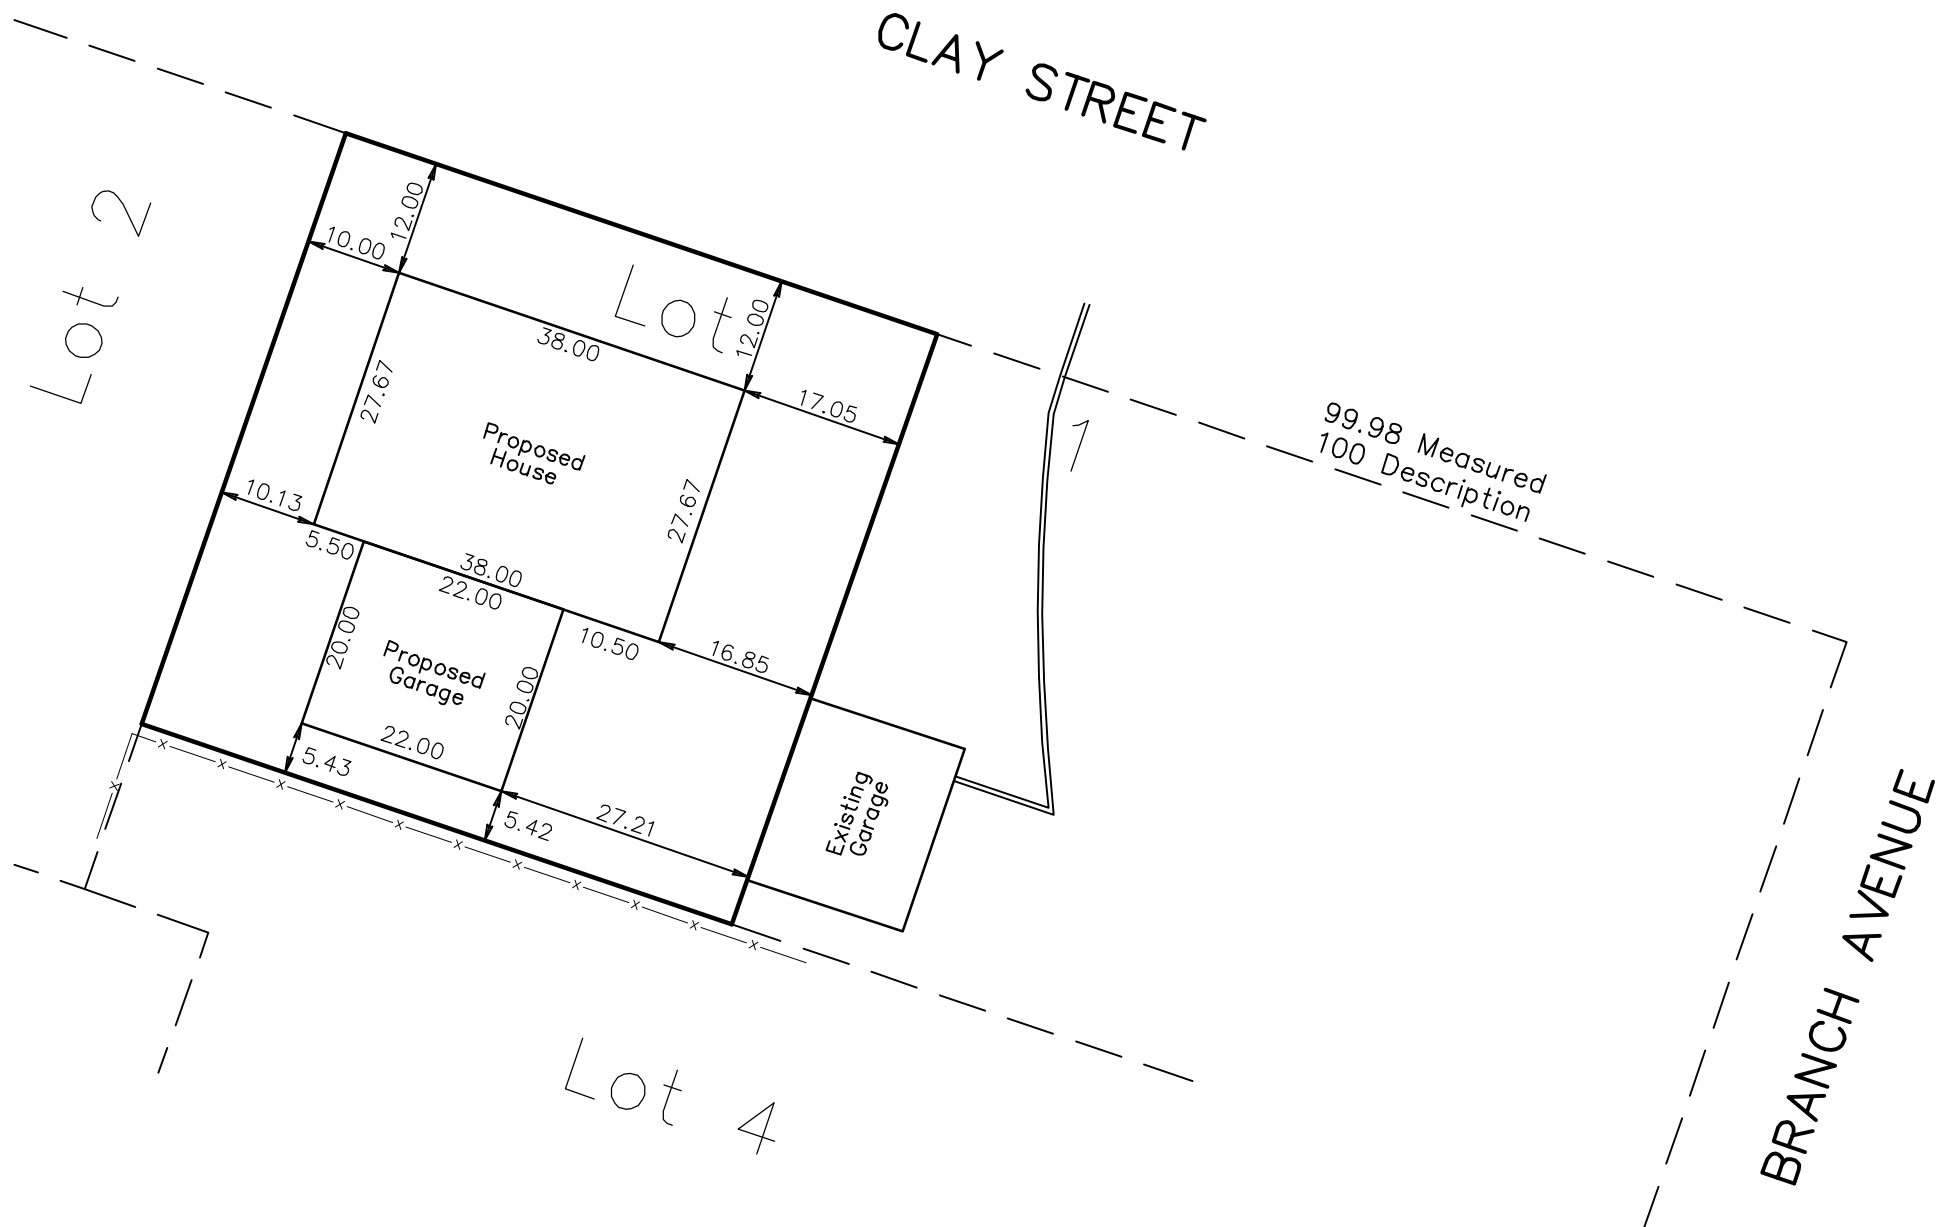 CLAY STREET
Lot 2
12.00
10.00
Lot 1
12.00
38.00
17.05
27.67
99.98 Measured
100 Description
Proposed
House
27.67
10.13
5.50
38.00
22.00
10.50
16.85
20.00
Proposed
Garage
20.00
22.00
5.43
27.21
5.42
Existing
Garage
x
x
x
x
x
x
x
x
x
x
x
x
BRANCH AVENUE
Lot 4